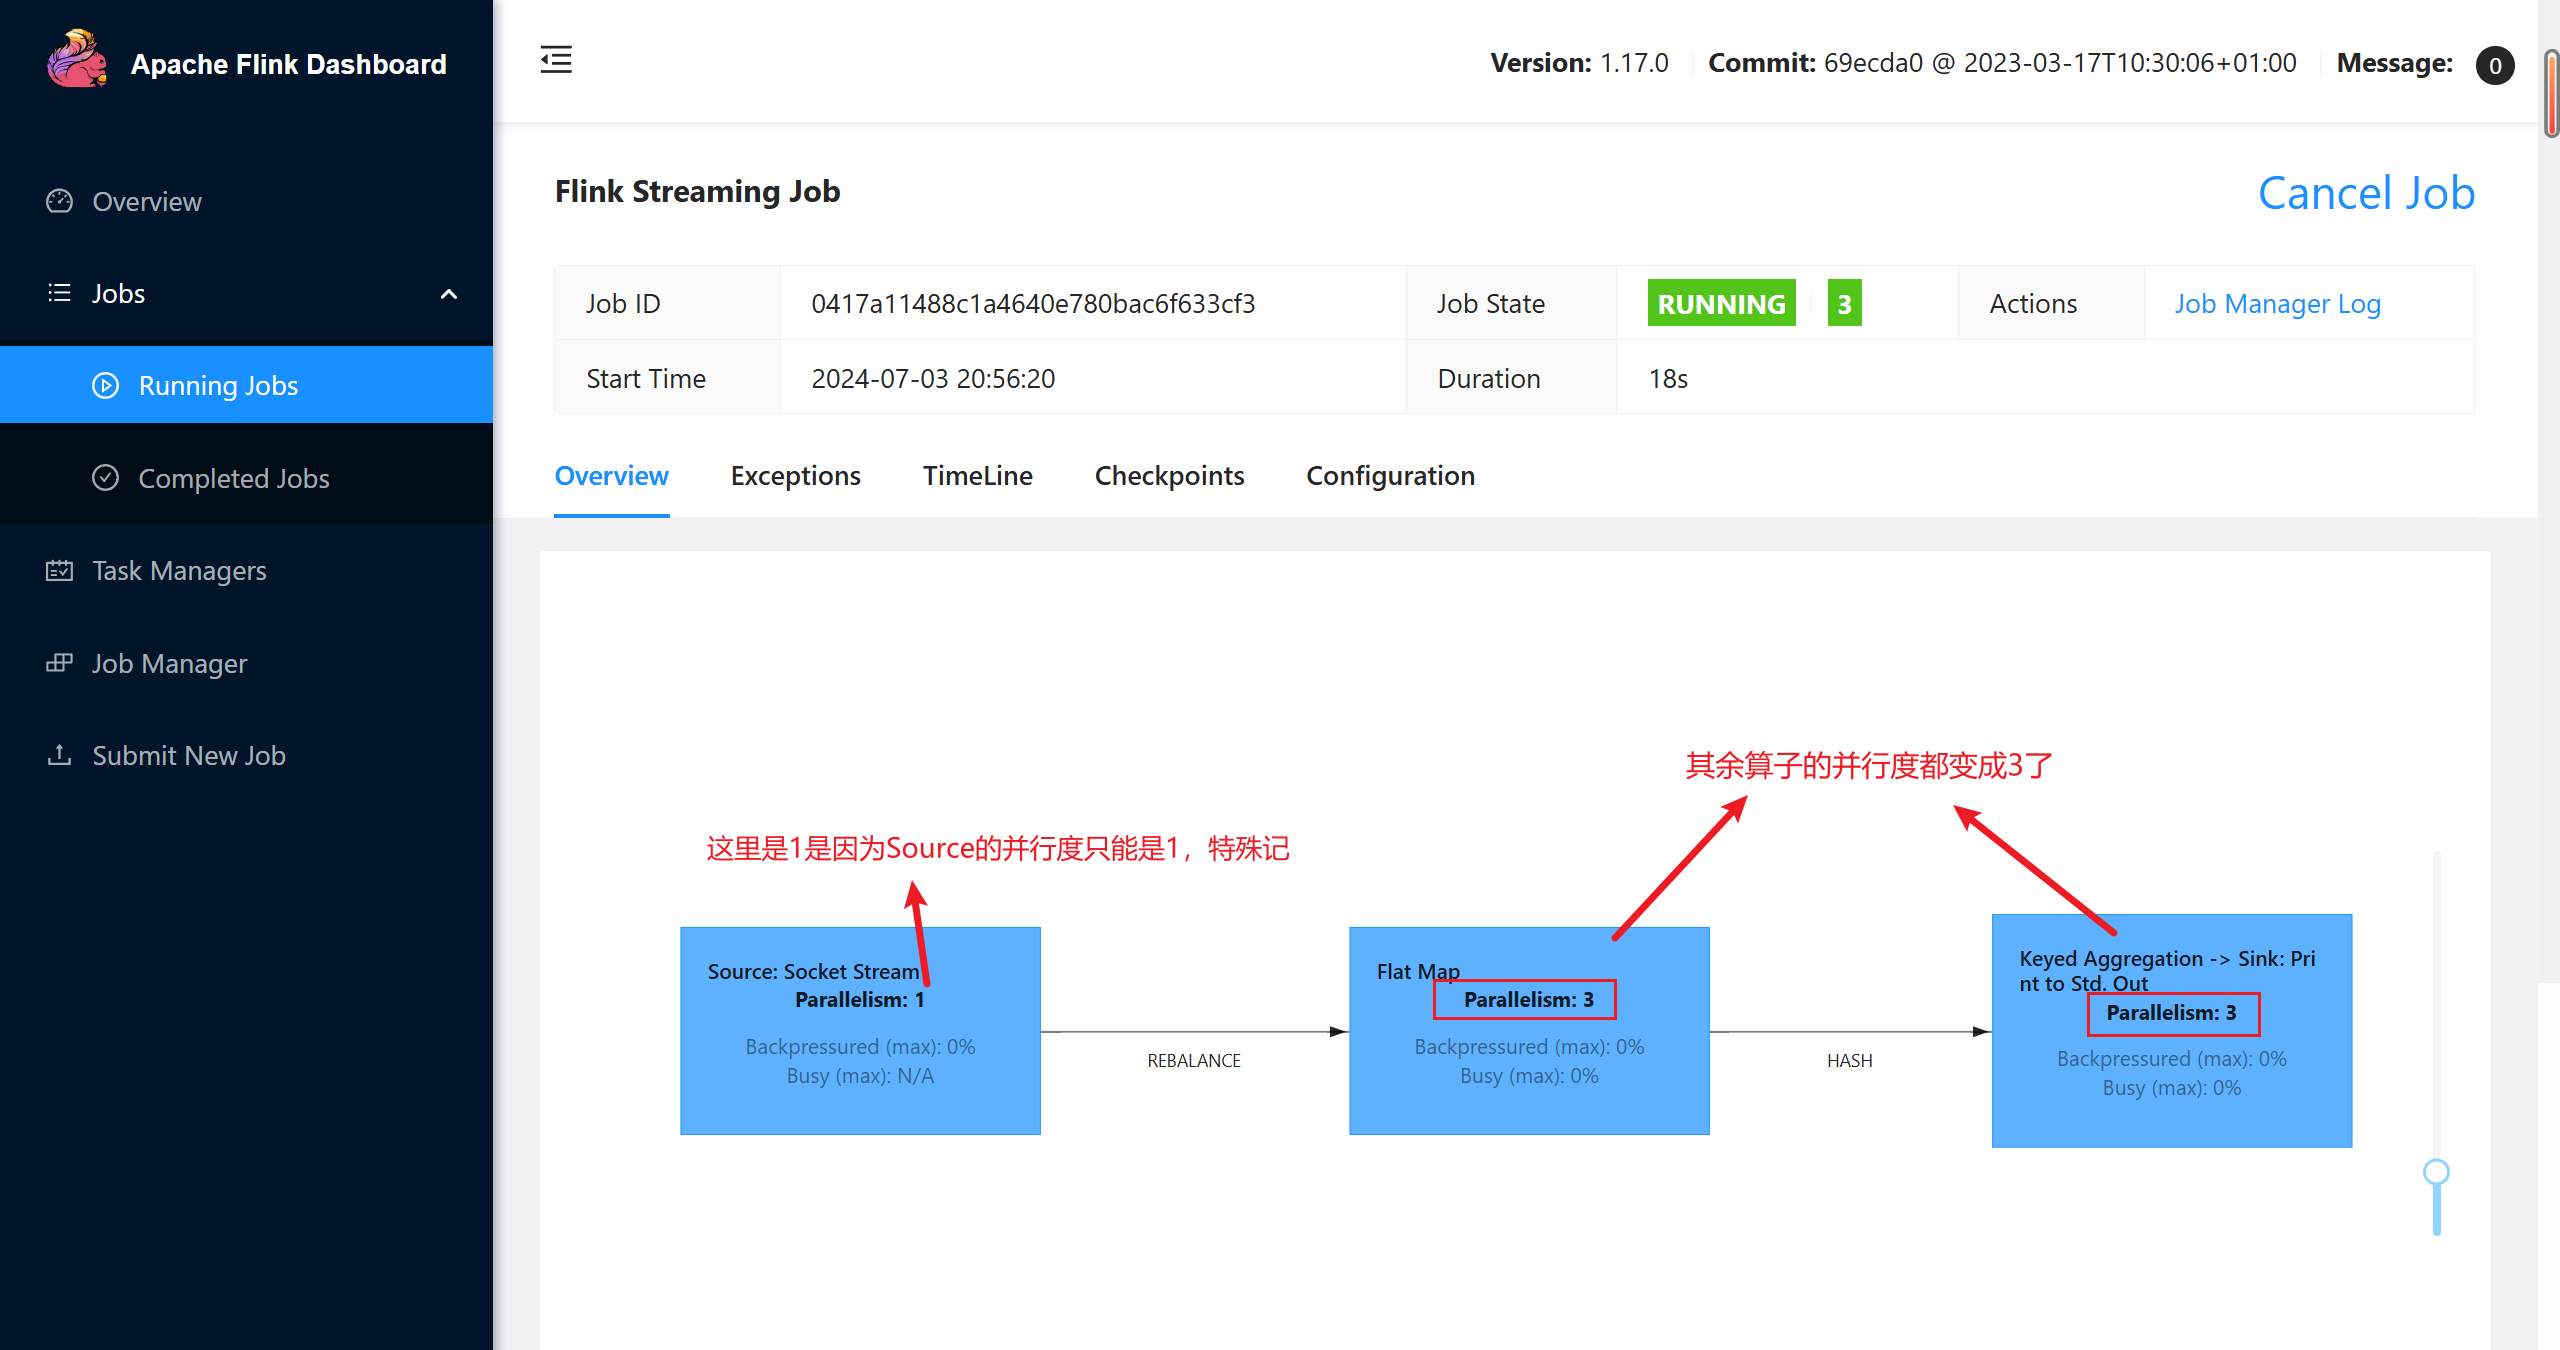 Apache Flink Dashboard
Version: 1.17.0 Commit: 69ecda0 @ 2023-03-17T10:30:06+01:00 Message: 0
Overview
Jobs
Running Jobs
Completed Jobs
Task Managers
Job Manager
Submit New Job
Flink Streaming Job
Cancel Job
Job ID 0417a11488c1a4640e780bac6f633cf3 Job State RUNNING 3 Actions Job Manager Log
Start Time 2024-07-03 20:56:20 Duration 18s
Overview Exceptions TimeLine Checkpoints Configuration
其余算子的并行度都变成3了
这里是1是因为Source的并行度只能是1，特殊记
Source: Socket Stream
Parallelism: 1
Backpressured (max): 0%
Busy (max): N/A
REBALANCE
Flat Map
Parallelism: 3
Backpressured (max): 0%
Busy (max): 0%
HASH
Keyed Aggregation -> Sink: Pri
nt to Std. Out
Parallelism: 3
Backpressured (max): 0%
Busy (max): 0%